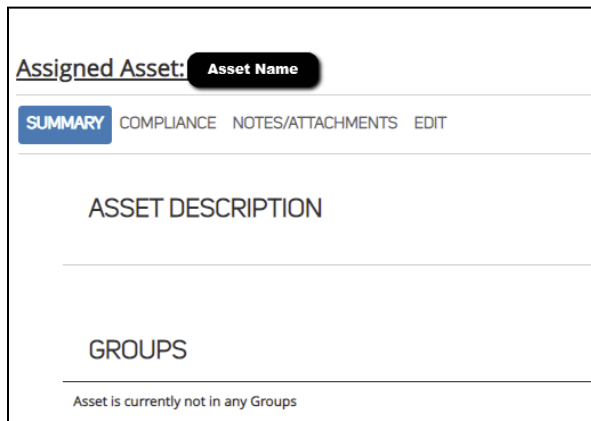 Assigned Asset: Asset Name
SUMMARY COMPLIANCE NOTES/ATTACHMENTS EDIT
ASSET DESCRIPTION
GROUPS
Asset is currently not in any Groups